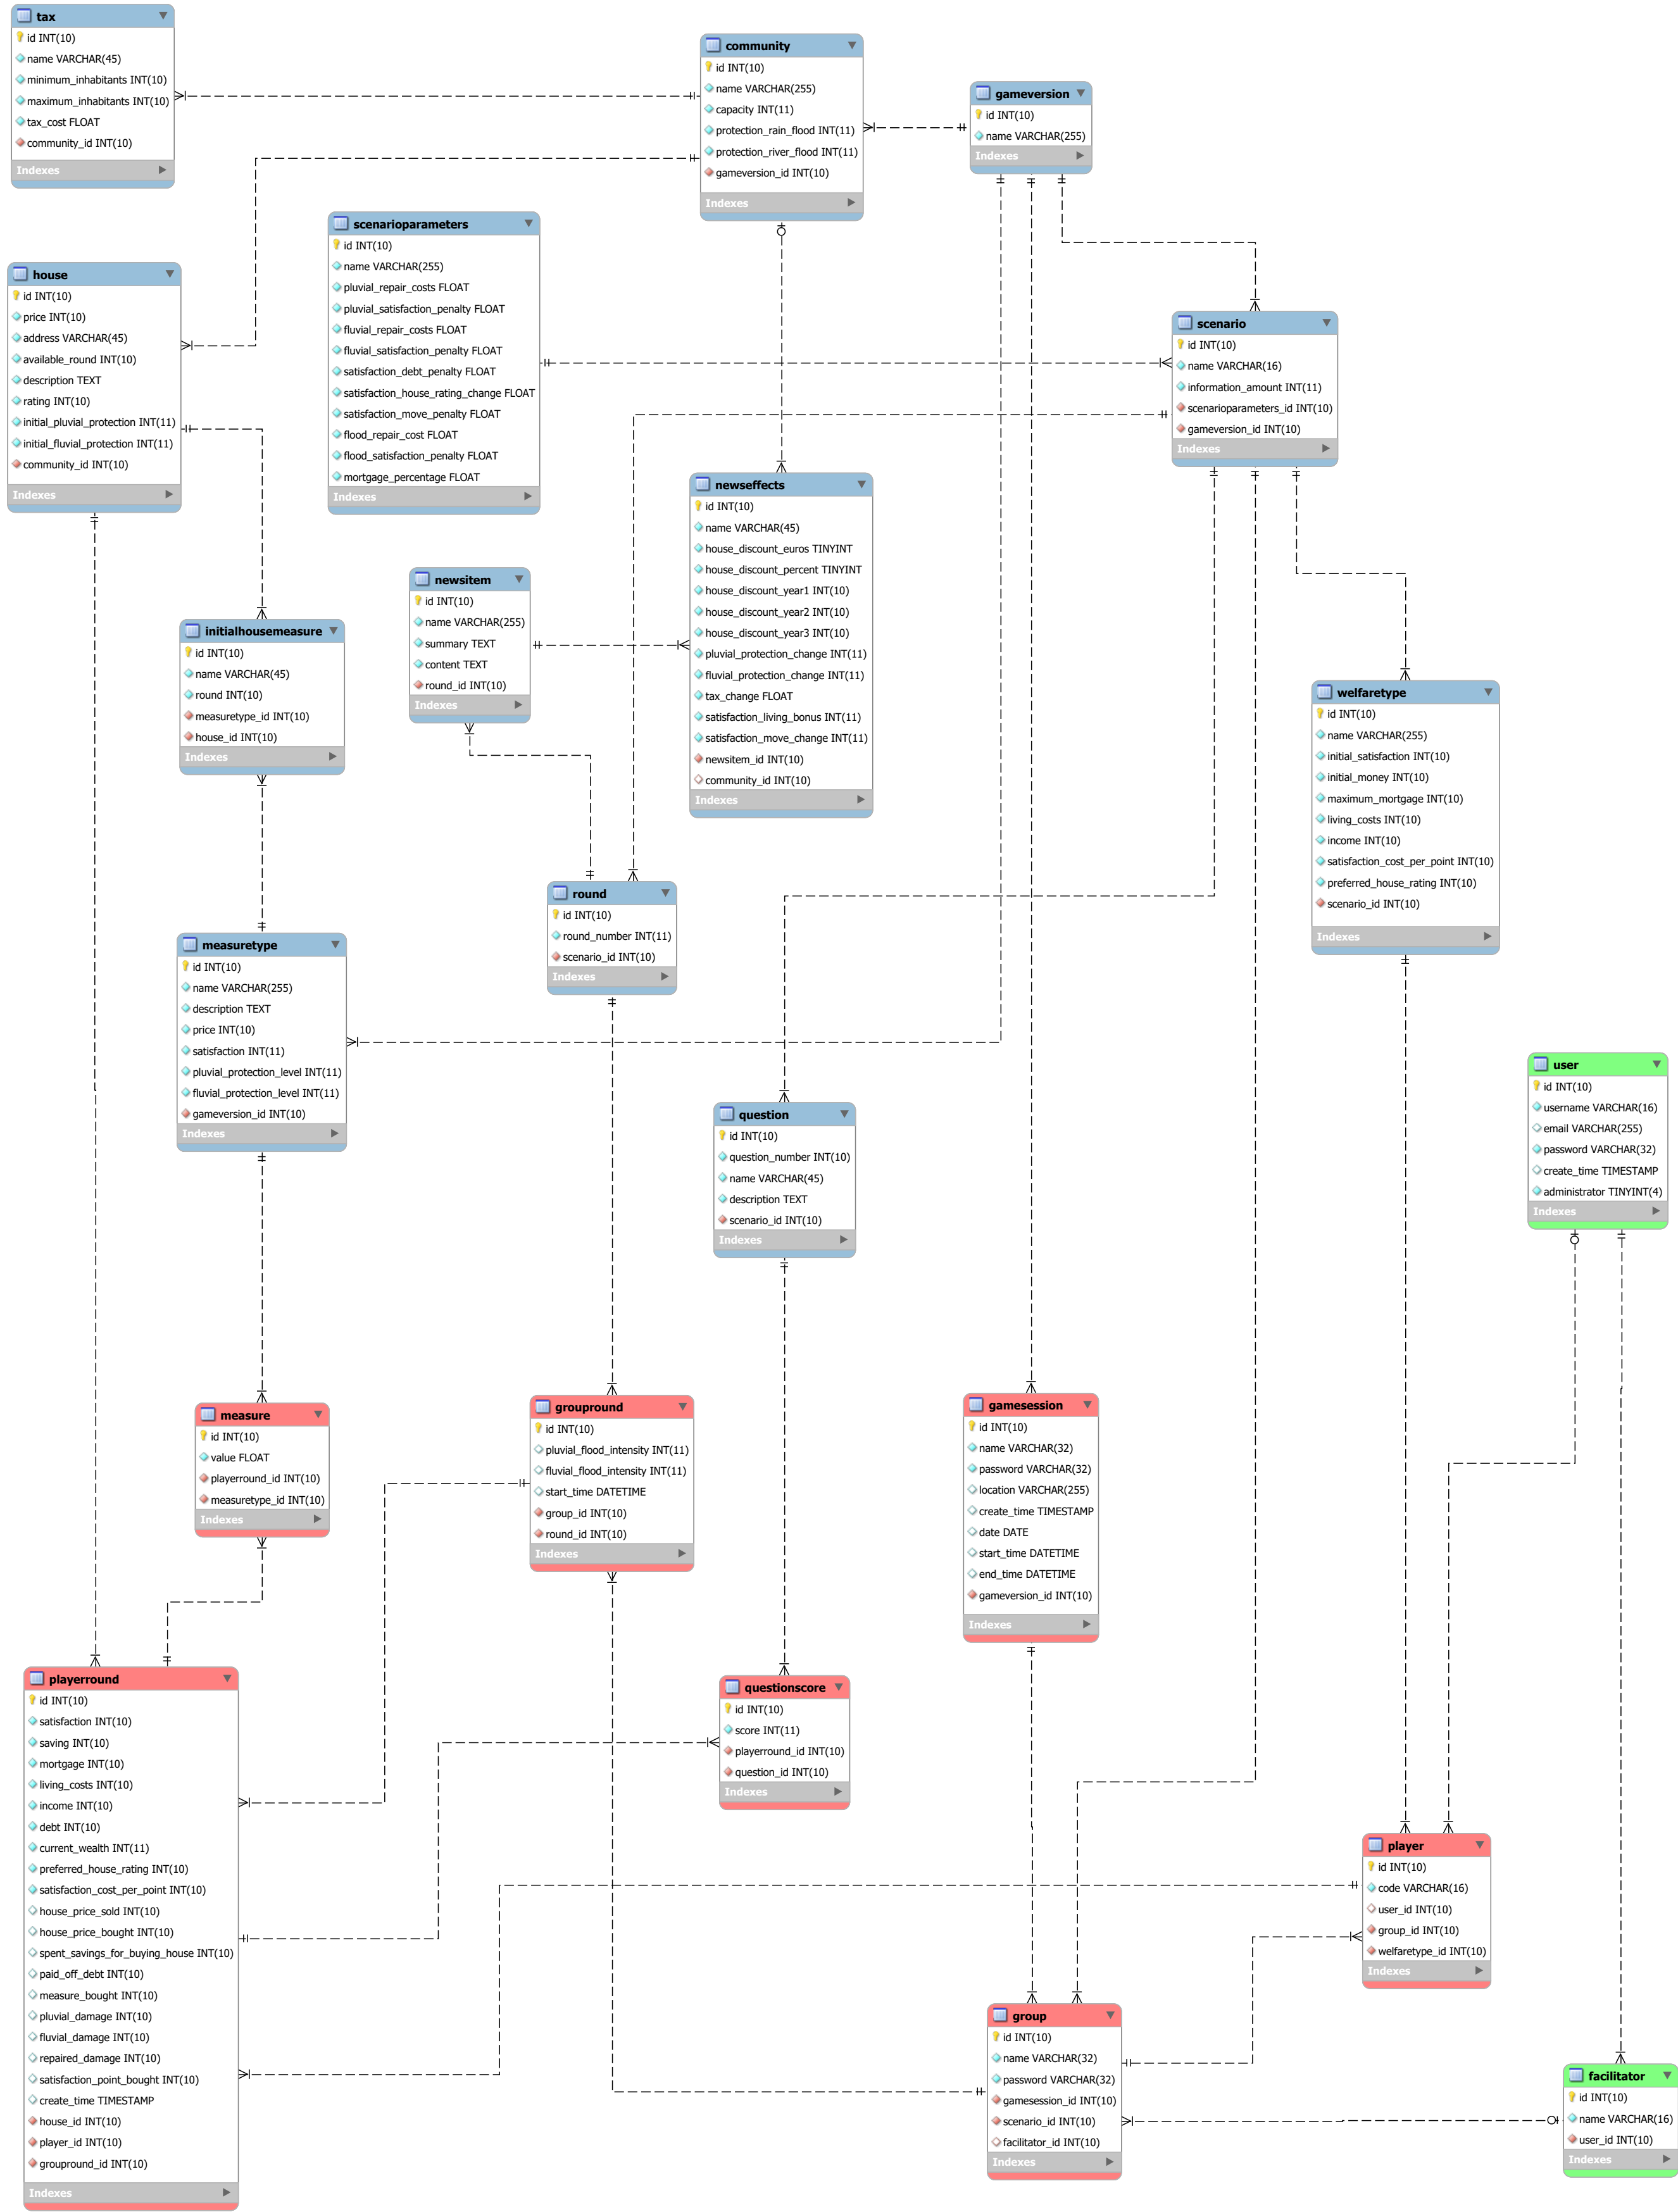 tax
id INT(10)
name VARCHAR(45)
minimum_inhabitants INT(10)
maximum_inhabitants INT(10)
tax_cost FLOAT
community_id INT(10)
Indexes
community
id INT(10)
name VARCHAR(255)
capacity INT(11)
protection_rain_flood INT(11)
protection_river_flood INT(11)
gameversion_id INT(10)
Indexes
gameversion
id INT(10)
name VARCHAR(255)
Indexes
scenarioparameters
id INT(10)
name VARCHAR(255)
pluvial_repair_costs FLOAT
pluvial_satisfaction_penalty FLOAT
fluvial_repair_costs FLOAT
fluvial_satisfaction_penalty FLOAT
satisfaction_debt_penalty FLOAT
satisfaction_house_rating_change FLOAT
satisfaction_move_penalty FLOAT
flood_repair_cost FLOAT
flood_satisfaction_penalty FLOAT
mortgage_percentage FLOAT
Indexes
house
id INT(10)
price INT(10)
address VARCHAR(45)
available_round INT(10)
description TEXT
rating INT(10)
initial_pluvial_protection INT(11)
initial_fluvial_protection INT(11)
community_id INT(10)
Indexes
scenario
id INT(10)
name VARCHAR(16)
information_amount INT(11)
scenarioparameters_id INT(10)
gameversion_id INT(10)
Indexes
newseffects
id INT(10)
name VARCHAR(45)
house_discount_euros TINYINT
house_discount_percent TINYINT
house_discount_year1 INT(10)
house_discount_year2 INT(10)
house_discount_year3 INT(10)
pluvial_protection_change INT(11)
fluvial_protection_change INT(11)
tax_change FLOAT
satisfaction_living_bonus INT(11)
satisfaction_move_change INT(11)
newsitem_id INT(10)
community_id INT(10)
Indexes
newsitem
id INT(10)
name VARCHAR(255)
summary TEXT
content TEXT
round_id INT(10)
Indexes
initialhousemeasure
id INT(10)
name VARCHAR(45)
round INT(10)
measuretype_id INT(10)
house_id INT(10)
Indexes
welfaretype
id INT(10)
name VARCHAR(255)
initial_satisfaction INT(10)
initial_money INT(10)
maximum_mortgage INT(10)
living_costs INT(10)
income INT(10)
satisfaction_cost_per_point INT(10)
preferred_house_rating INT(10)
scenario_id INT(10)
Indexes
round
id INT(10)
round_number INT(11)
scenario_id INT(10)
Indexes
measuretype
id INT(10)
name VARCHAR(255)
description TEXT
price INT(10)
satisfaction INT(11)
pluvial_protection_level INT(11)
fluvial_protection_level INT(11)
gameversion_id INT(10)
Indexes
user
id INT(10)
username VARCHAR(16)
email VARCHAR(255)
password VARCHAR(32)
create_time TIMESTAMP
administrator TINYINT(4)
Indexes
question
id INT(10)
question_number INT(10)
name VARCHAR(45)
description TEXT
scenario_id INT(10)
Indexes
measure
id INT(10)
value FLOAT
playerround_id INT(10)
measuretype_id INT(10)
Indexes
groupround
id INT(10)
pluvial_flood_intensity INT(11)
fluvial_flood_intensity INT(11)
start_time DATETIME
group_id INT(10)
round_id INT(10)
Indexes
gamesession
id INT(10)
name VARCHAR(32)
password VARCHAR(32)
location VARCHAR(255)
create_time TIMESTAMP
date DATE
start_time DATETIME
end_time DATETIME
gameversion_id INT(10)
Indexes
playerround
id INT(10)
satisfaction INT(10)
saving INT(10)
mortgage INT(10)
living_costs INT(10)
income INT(10)
debt INT(10)
current_wealth INT(11)
preferred_house_rating INT(10)
satisfaction_cost_per_point INT(10)
house_price_sold INT(10)
house_price_bought INT(10)
spent_savings_for_buying_house INT(10)
paid_off_debt INT(10)
measure_bought INT(10)
pluvial_damage INT(10)
fluvial_damage INT(10)
repaired_damage INT(10)
satisfaction_point_bought INT(10)
create_time TIMESTAMP
house_id INT(10)
player_id INT(10)
groupround_id INT(10)
Indexes
questionscore
id INT(10)
score INT(11)
playerround_id INT(10)
question_id INT(10)
Indexes
player
id INT(10)
code VARCHAR(16)
user_id INT(10)
group_id INT(10)
welfaretype_id INT(10)
Indexes
group
id INT(10)
name VARCHAR(32)
password VARCHAR(32)
gamesession_id INT(10)
scenario_id INT(10)
facilitator_id INT(10)
Indexes
facilitator
id INT(10)
name VARCHAR(16)
user_id INT(10)
Indexes